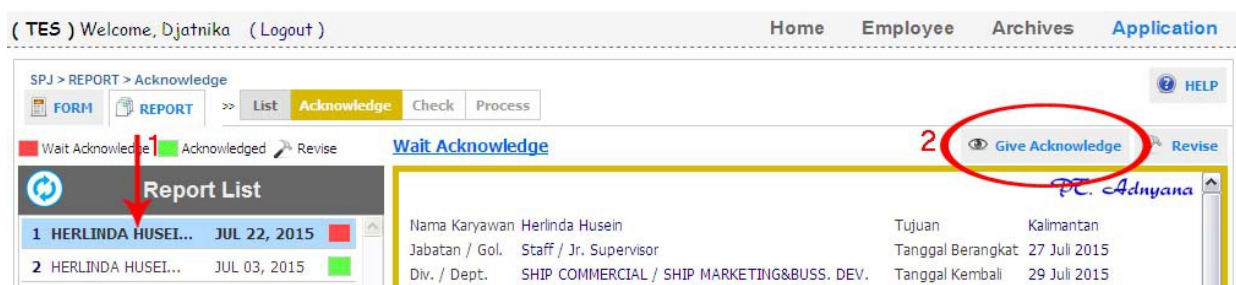 ( TES ) Welcome, Djatnika ( Logout )
Home Employee Archives Application
SPJ > REPORT > Acknowledge
HELP
FORM REPORT >> List Acknowledge Check Process
Wait Acknowledge 1 Acknowledged Revise
Wait Acknowledge
2 Give Acknowledge Revise
Report List
PT. Adnyana
1 HERLINDA HUSEI... JUL 22, 2015
2 HERLINDA HUSEI... JUL 03, 2015
Nama Karyawan Herlinda Husein Tujuan Kalimantan
Jabatan / Gol. Staff / Jr. Supervisor Tanggal Berangkat 27 Juli 2015
Div. / Dept. SHIP COMMERCIAL / SHIP MARKETING&BUSS. DEV. Tanggal Kembali 29 Juli 2015